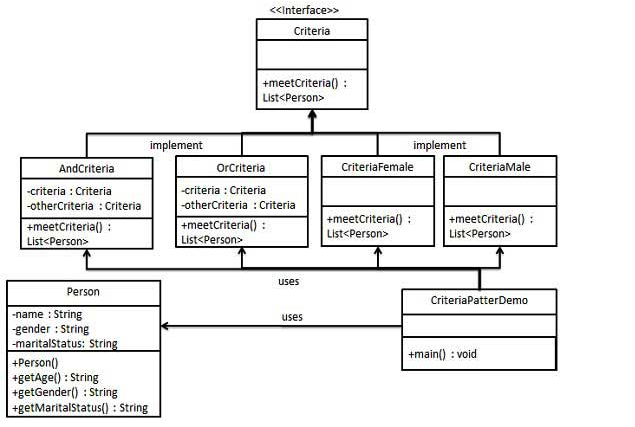 <<Interface>>
Criteria
+meetCriteria() :
List<Person>
implement
implement
AndCriteria
-criteria : Criteria
-otherCriteria : Criteria
+meetCriteria() :
List<Person>
OrCriteria
-criteria : Criteria
-otherCriteria : Criteria
+meetCriteria() :
List<Person>
CriteriaFemale
+meetCriteria() :
List<Person>
CriteriaMale
+meetCriteria() :
List<Person>
uses
Person
-name : String
-gender : String
-maritalStatus: String
+Person()
+getAge() : String
+getGender() : String
+getMaritalStatus() : String
uses
CriteriaPatterDemo
+main() : void